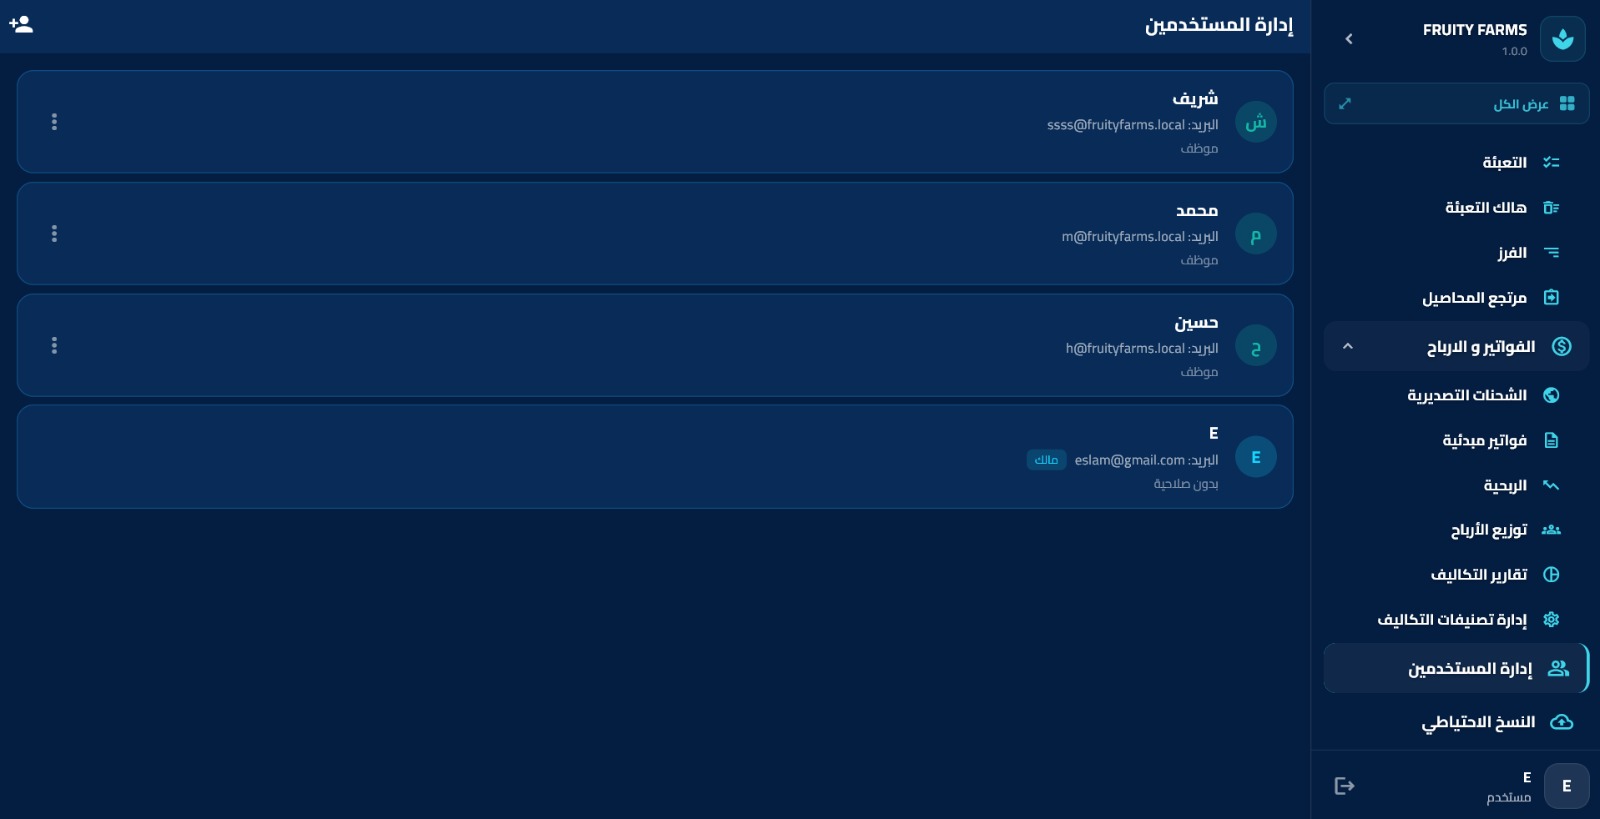 إدارة المستخدمين
شريف
البريد: ssss@fruityfarms.local
موظف
ش
محمد
البريد: m@fruityfarms.local
موظف
م
حسين
البريد: h@fruityfarms.local
موظف
ح
E
البريد: eslam@gmail.com مالك
بدون صلاحية
E
FRUITY FARMS
1.0.0
عرض الكل
التعبئة
هالك التعبئة
الفرز
مرتجع المحاصيل
الفواتير و الارباح
الشحنات التصديرية
فواتير مبدئية
الربحية
توزيع الأرباح
تقارير التكاليف
إدارة تصنيفات التكاليف
إدارة المستخدمين
النسخ الاحتياطي
E
مستخدم
E